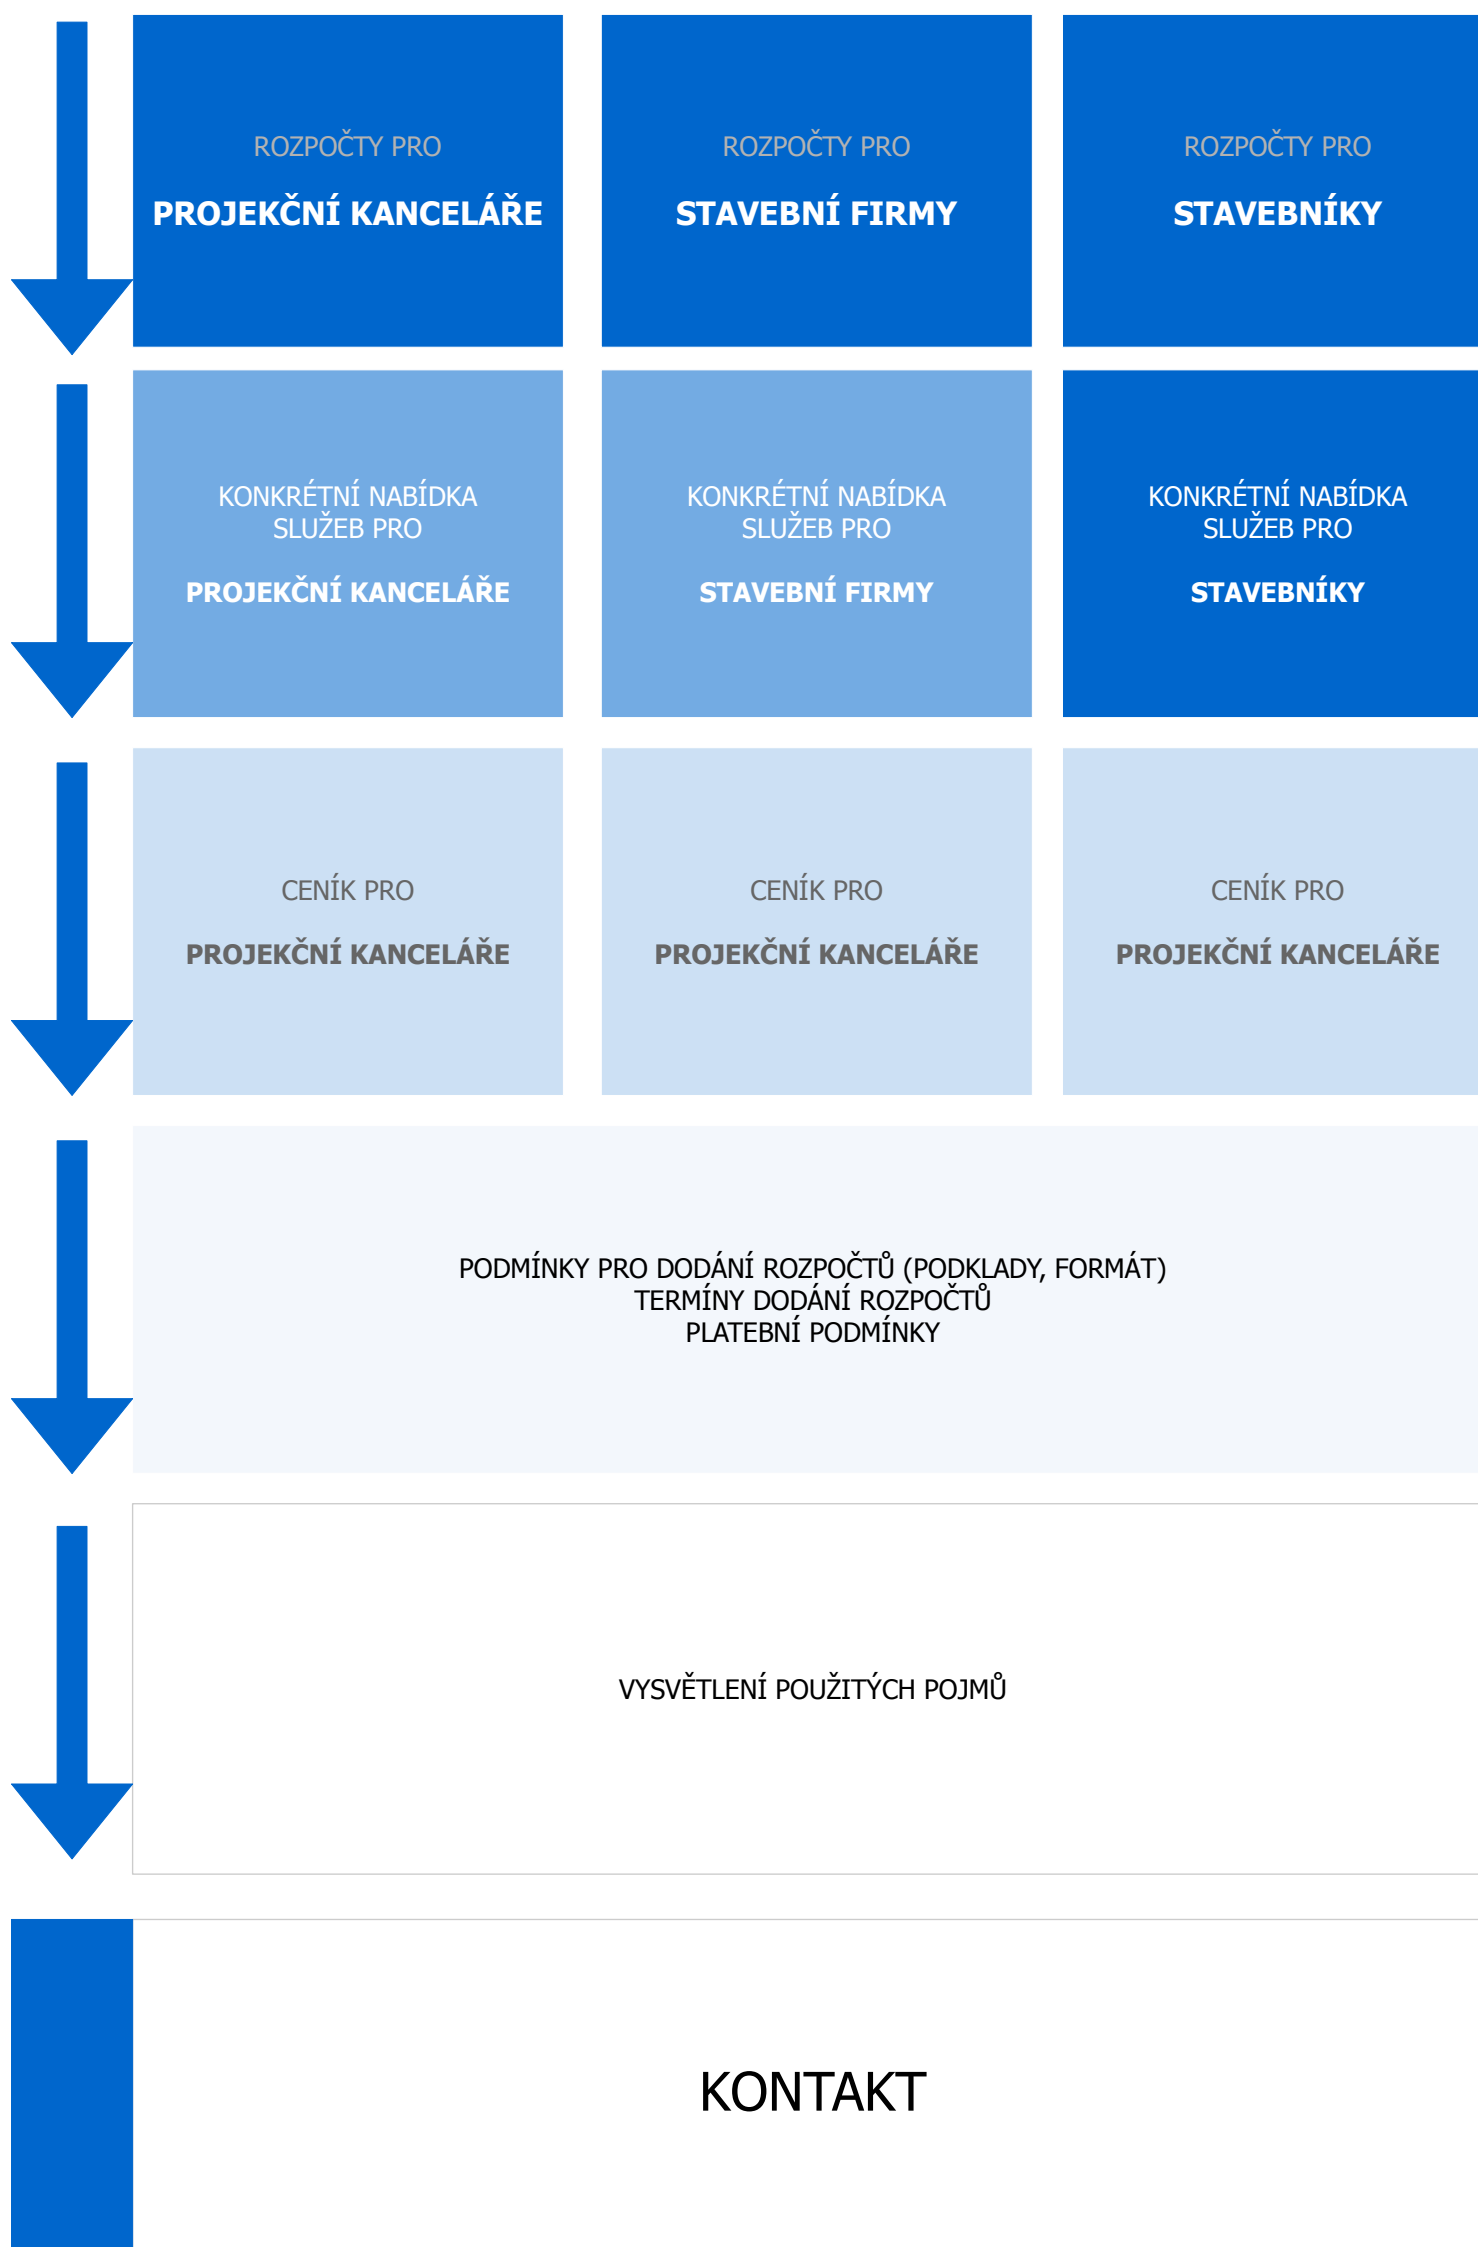 ROZPOČTY PRO
PROJEKČNÍ KANCELÁŘE
ROZPOČTY PRO
STAVEBNÍ FIRMY
ROZPOČTY PRO
STAVEBNÍKY
KONKRÉTNÍ NABÍDKA
SLUŽEB PRO
PROJEKČNÍ KANCELÁŘE
KONKRÉTNÍ NABÍDKA
SLUŽEB PRO
STAVEBNÍ FIRMY
KONKRÉTNÍ NABÍDKA
SLUŽEB PRO
STAVEBNÍKY
CENÍK PRO
PROJEKČNÍ KANCELÁŘE
CENÍK PRO
PROJEKČNÍ KANCELÁŘE
CENÍK PRO
PROJEKČNÍ KANCELÁŘE
PODMÍNKY PRO DODÁNÍ ROZPOČTŮ (PODKLADY, FORMÁT)
TERMÍNY DODÁNÍ ROZPOČTŮ
PLATEBNÍ PODMÍNKY
VYSVĚTLENÍ POUŽITÝCH POJMŮ
KONTAKT